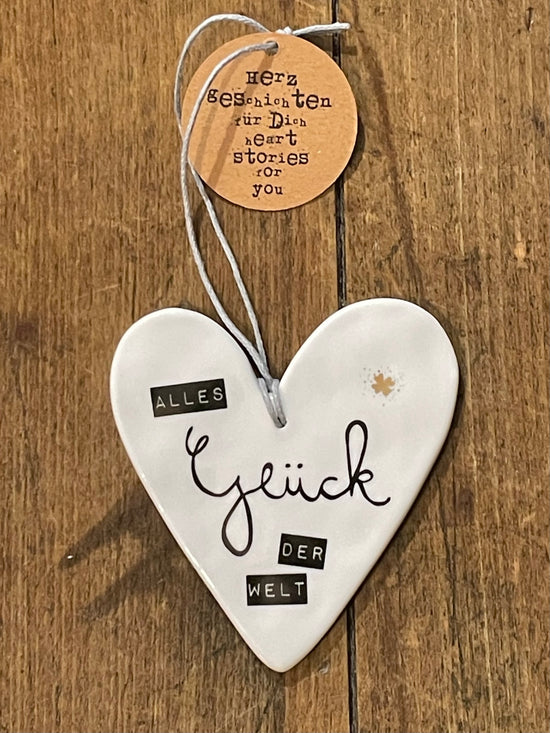 Herz
geschichten
für Dich
heart
stories
for
you
ALLES
Glück
DER
WELT